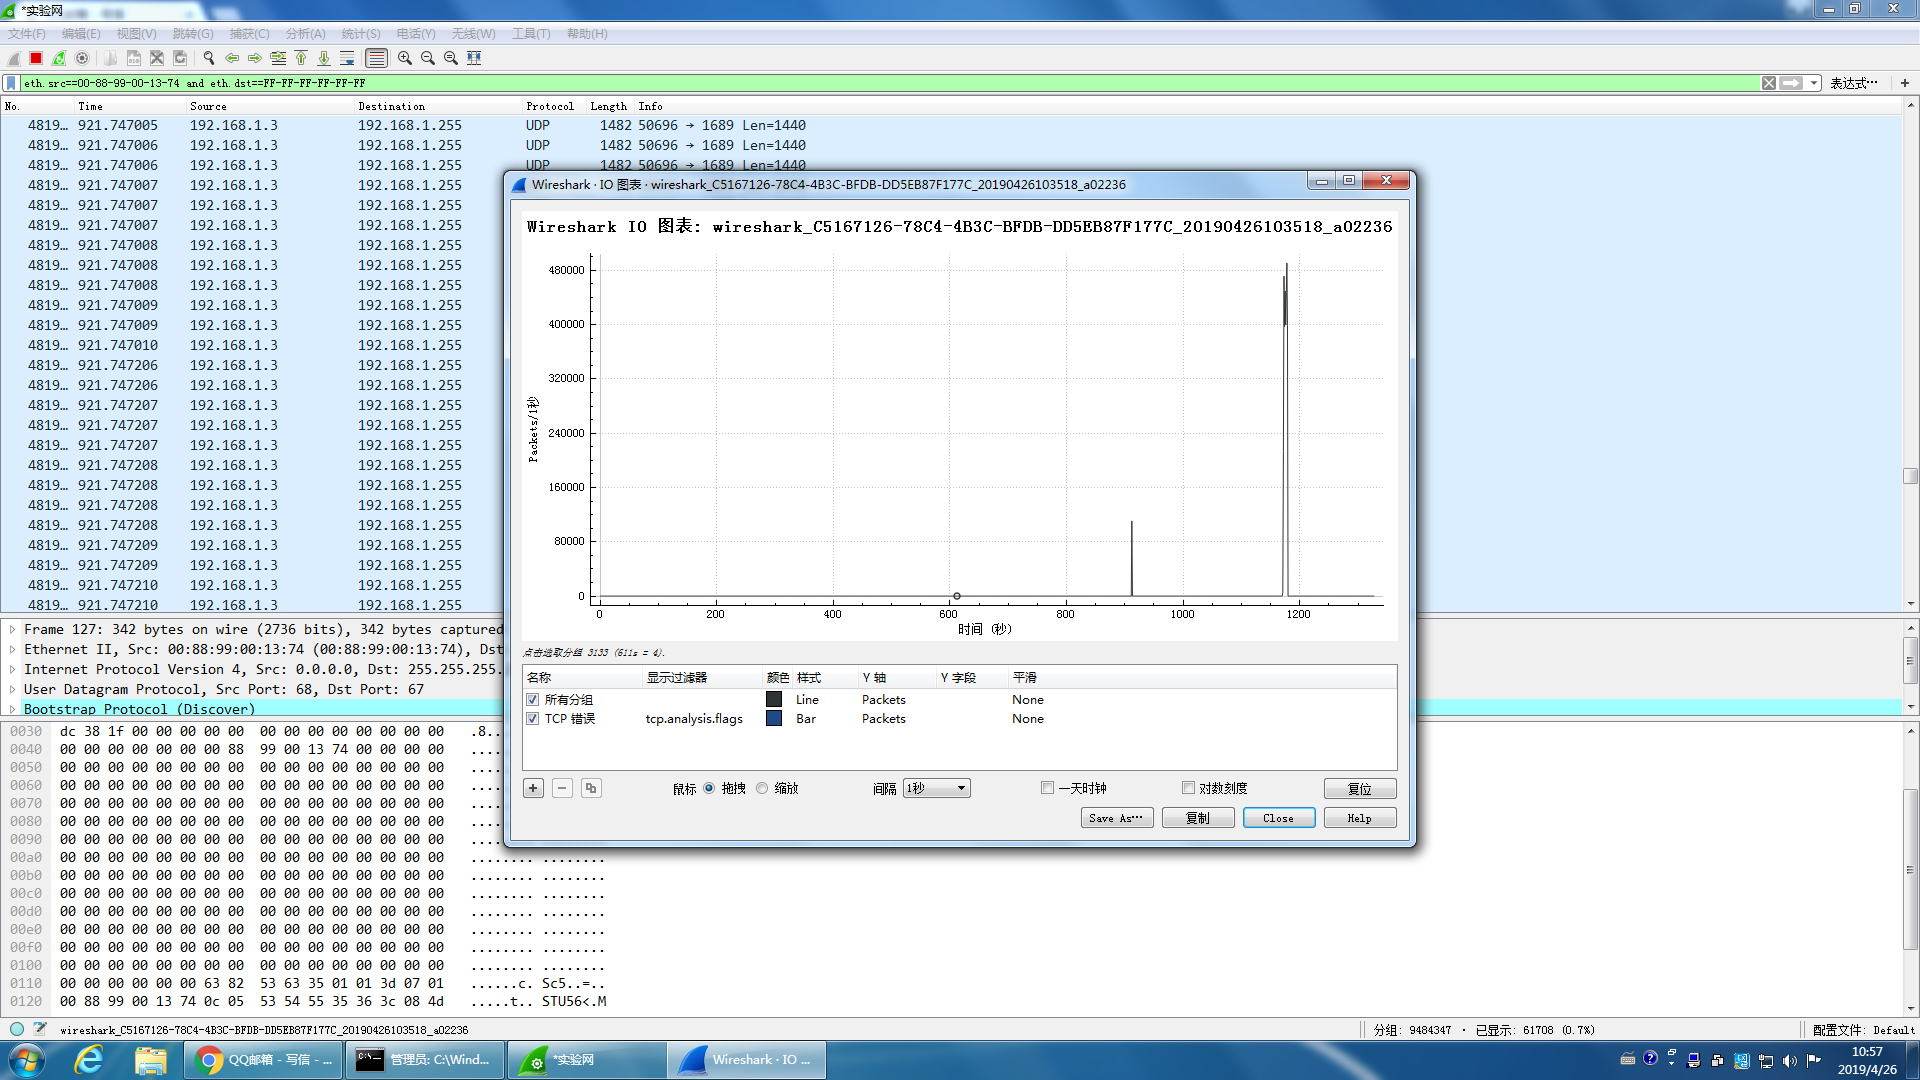 *实验网
文件(F) 编辑(E) 视图(V) 跳转(G) 捕获(C) 分析(A) 统计(S) 电话(Y) 无线(W) 工具(T) 帮助(H)
eth.src==00-88-99-00-13-74 and eth.dst==FF-FF-FF-FF-FF-FF 表达式… +
No. Time Source Destination Protocol Length Info
4819… 921.747005 192.168.1.3 192.168.1.255 UDP 1482 50696 → 1689 Len=1440
4819… 921.747006 192.168.1.3 192.168.1.255 UDP 1482 50696 → 1689 Len=1440
4819… 921.747006 192.168.1.3 192.168.1.255 UDP 1482 50696 → 1689 Len=1440
4819… 921.747007 192.168.1.3 192.168.1.255
4819… 921.747007 192.168.1.3 192.168.1.255
4819… 921.747007 192.168.1.3 192.168.1.255
4819… 921.747008 192.168.1.3 192.168.1.255
4819… 921.747008 192.168.1.3 192.168.1.255
4819… 921.747008 192.168.1.3 192.168.1.255
4819… 921.747009 192.168.1.3 192.168.1.255
4819… 921.747009 192.168.1.3 192.168.1.255
4819… 921.747010 192.168.1.3 192.168.1.255
4819… 921.747206 192.168.1.3 192.168.1.255
4819… 921.747206 192.168.1.3 192.168.1.255
4819… 921.747207 192.168.1.3 192.168.1.255
4819… 921.747207 192.168.1.3 192.168.1.255
4819… 921.747207 192.168.1.3 192.168.1.255
4819… 921.747208 192.168.1.3 192.168.1.255
4819… 921.747208 192.168.1.3 192.168.1.255
4819… 921.747208 192.168.1.3 192.168.1.255
4819… 921.747208 192.168.1.3 192.168.1.255
4819… 921.747209 192.168.1.3 192.168.1.255
4819… 921.747209 192.168.1.3 192.168.1.255
4819… 921.747210 192.168.1.3 192.168.1.255
4819… 921.747210 192.168.1.3 192.168.1.255
Frame 127: 342 bytes on wire (2736 bits), 342 bytes captured
Ethernet II, Src: 00:88:99:00:13:74 (00:88:99:00:13:74), Dst
Internet Protocol Version 4, Src: 0.0.0.0, Dst: 255.255.255.
User Datagram Protocol, Src Port: 68, Dst Port: 67
Bootstrap Protocol (Discover)
0030 dc 38 1f 00 00 00 00 00 00 00 00 00 00 00 00 00 .8..
0040 00 00 00 00 00 00 00 88 99 00 13 74 00 00 00 00 ....
0050 00 00 00 00 00 00 00 00 00 00 00 00 00 00 00 00 ....
0060 00 00 00 00 00 00 00 00 00 00 00 00 00 00 00 00 ....
0070 00 00 00 00 00 00 00 00 00 00 00 00 00 00 00 00 ....
0080 00 00 00 00 00 00 00 00 00 00 00 00 00 00 00 00 ....
0090 00 00 00 00 00 00 00 00 00 00 00 00 00 00 00 00 ....
00a0 00 00 00 00 00 00 00 00 00 00 00 00 00 00 00 00 ........ ........
00b0 00 00 00 00 00 00 00 00 00 00 00 00 00 00 00 00 ........ ........
00c0 00 00 00 00 00 00 00 00 00 00 00 00 00 00 00 00 ........ ........
00d0 00 00 00 00 00 00 00 00 00 00 00 00 00 00 00 00 ........ ........
00e0 00 00 00 00 00 00 00 00 00 00 00 00 00 00 00 00 ........ ........
00f0 00 00 00 00 00 00 00 00 00 00 00 00 00 00 00 00 ........ ........
0100 00 00 00 00 00 00 00 00 00 00 00 00 00 00 00 00 ........ ........
0110 00 00 00 00 00 00 63 82 53 63 35 01 01 3d 07 01 ......c. Sc5..=..
0120 00 88 99 00 13 74 0c 05 53 54 55 35 36 3c 08 4d .....t.. STU56<.M
Wireshark · IO 图表 · wireshark_C5167126-78C4-4B3C-BFDB-DD5EB87F177C_20190426103518_a02236
Wireshark IO 图表: wireshark_C5167126-78C4-4B3C-BFDB-DD5EB87F177C_20190426103518_a02236
480000
400000
320000
240000
160000
80000
0
Packets/1秒
0 200 400 600 800 1000 1200
时间 (秒)
点击选取分组 3133 (611s = 4).
名称 显示过滤器 颜色 样式 Y 轴 Y 字段 平滑
所有分组 Line Packets None
TCP 错误 tcp.analysis.flags Bar Packets None
鼠标 拖拽 缩放 间隔 1秒 一天时钟 对数刻度 复位
Save As… 复制 Close Help
wireshark_C5167126-78C4-4B3C-BFDB-DD5EB87F177C_20190426103518_a02236 分组: 9484347 · 已显示: 61708 (0.7%) 配置文件: Default
QQ邮箱 - 写信 - ... 管理员: C:\Wind... *实验网 Wireshark · IO ... 10:57
2019/4/26